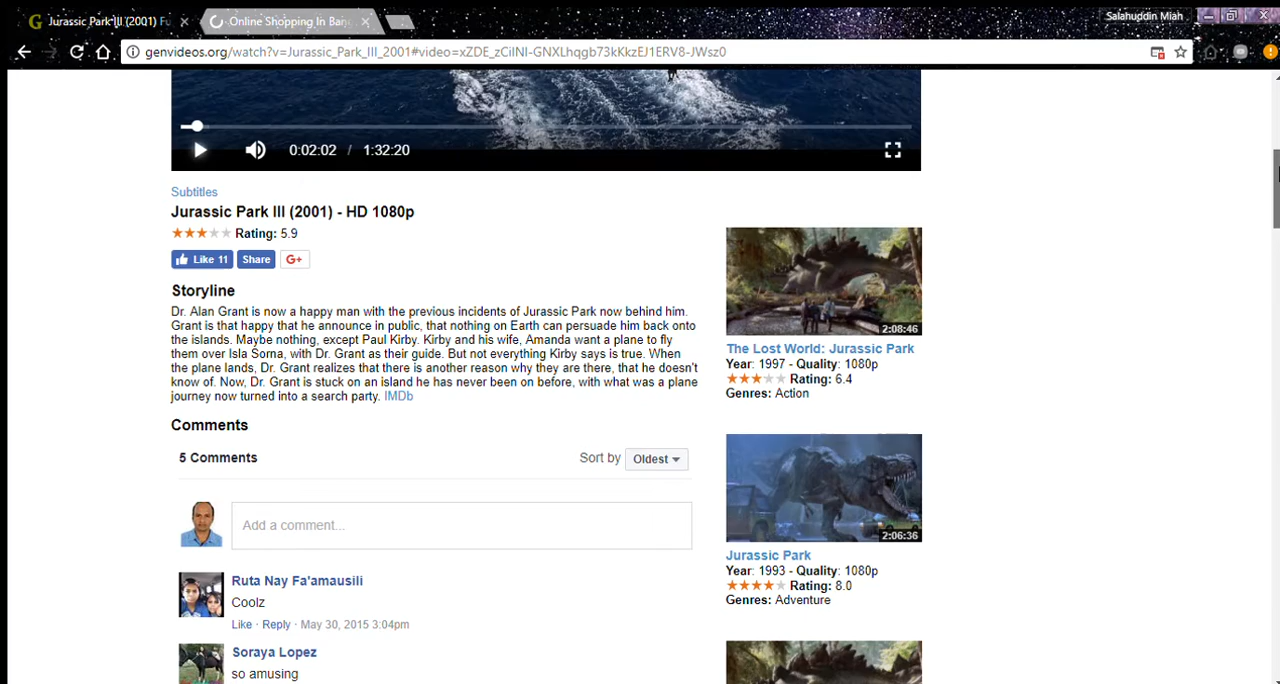 Jurassic Park III (2001) Fu
Online Shopping In Ban
Salahuddin Miah
genvideos.org/watch?v=Jurassic_Park_III_2001#video=xZDE_zCiINI-GNXLhqgb73kKkzEJ1ERV8-JWsz0
0:02:02 / 1:32:20
Subtitles
Jurassic Park III (2001) - HD 1080p
Rating: 5.9
Like 11 Share G+
Storyline
Dr. Alan Grant is now a happy man with the previous incidents of Jurassic Park now behind him.
Grant is that happy that he announce in public, that nothing on Earth can persuade him back onto
the islands. Maybe nothing, except Paul Kirby. Kirby and his wife, Amanda want a plane to fly
them over Isla Sorna, with Dr. Grant as their guide. But not everything Kirby says is true. When
the plane lands, Dr. Grant realizes that there is another reason why they are there, that he doesn't
know of. Now, Dr. Grant is stuck on an island he has never been on before, with what was a plane
journey now turned into a search party. IMDb
Comments
5 Comments
Sort by Oldest
Add a comment...
Ruta Nay Fa'amausili
Coolz
Like · Reply · May 30, 2015 3:04pm
Soraya Lopez
so amusing
2:08:46
The Lost World: Jurassic Park
Year: 1997 - Quality: 1080p
Rating: 6.4
Genres: Action
2:06:36
Jurassic Park
Year: 1993 - Quality: 1080p
Rating: 8.0
Genres: Adventure